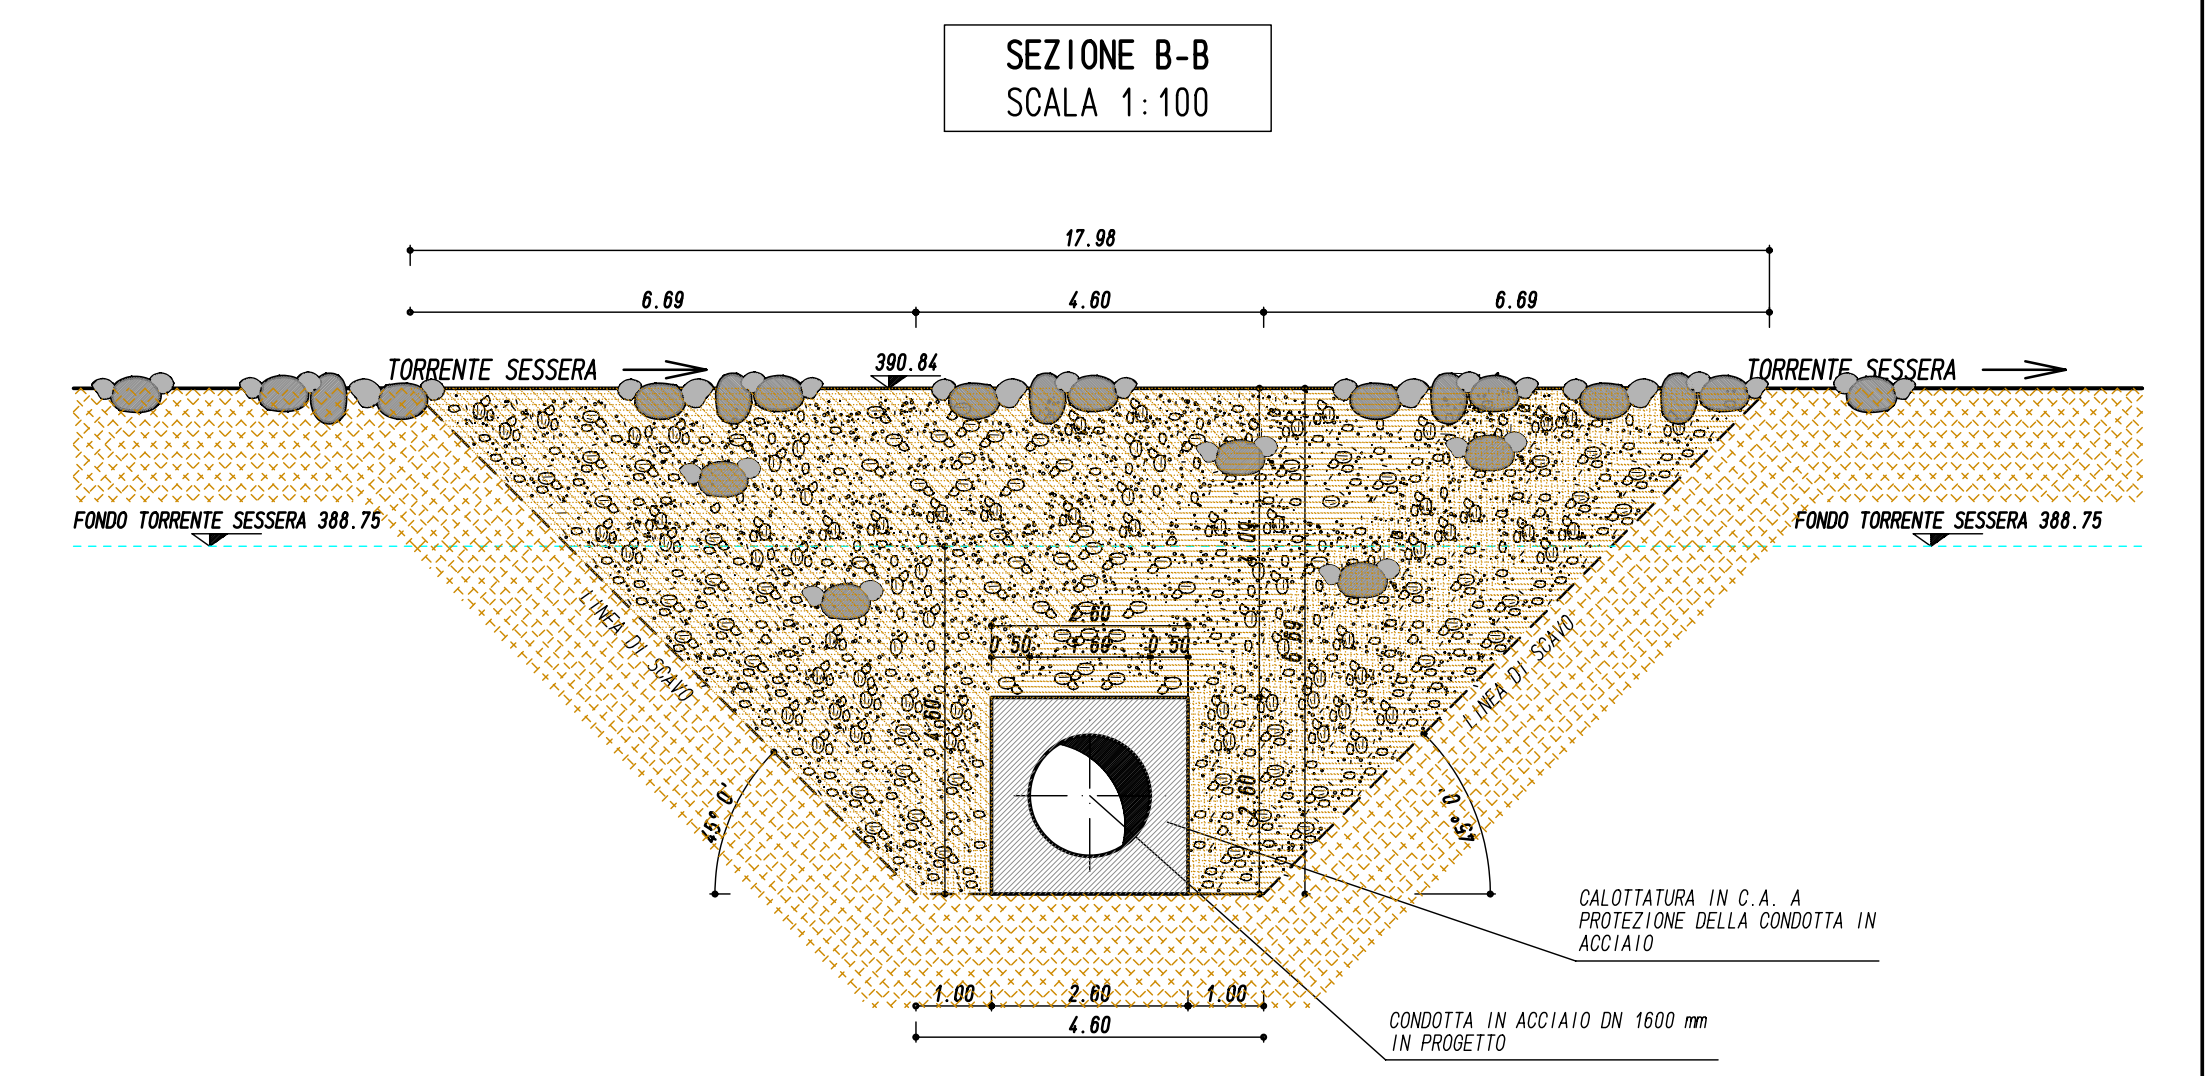 SEZIONE B-B
SCALA 1:100
17.98
6.69
4.60
6.69
TORRENTE SESSERA
390.84
TORRENTE SESSERA
FONDO TORRENTE SESSERA 388.75
FONDO TORRENTE SESSERA 388.75
LINEA DI SCAVO
LINEA DI SCAVO
2.60
0.50
1.60
0.50
6.69
4.60
2.60
45° 0'
45° 0'
CALOTTATURA IN C.A. A
PROTEZIONE DELLA CONDOTTA IN
ACCIAIO
1.00
2.60
1.00
4.60
CONDOTTA IN ACCIAIO DN 1600 mm
IN PROGETTO